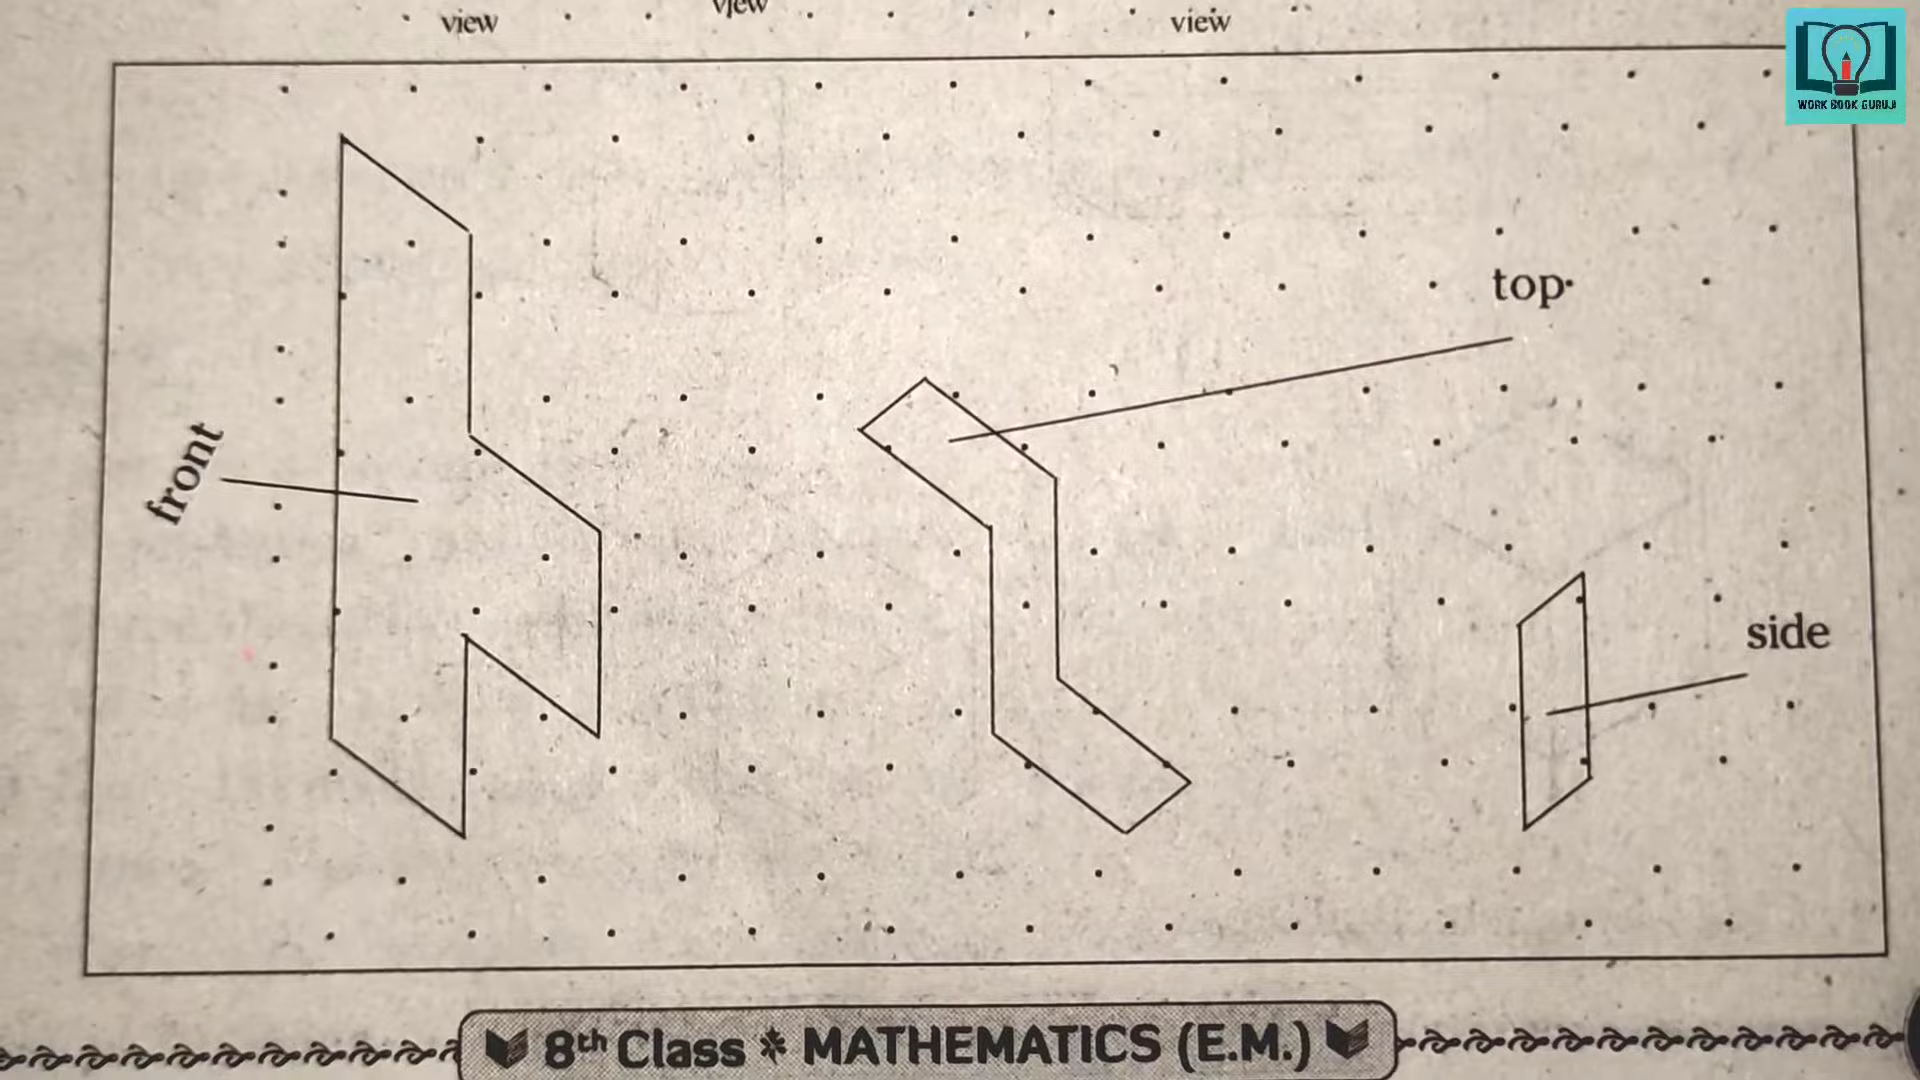 view
view
view
WORK BOOK GURUJI
top
front
side
8th Class * MATHEMATICS (E.M.)